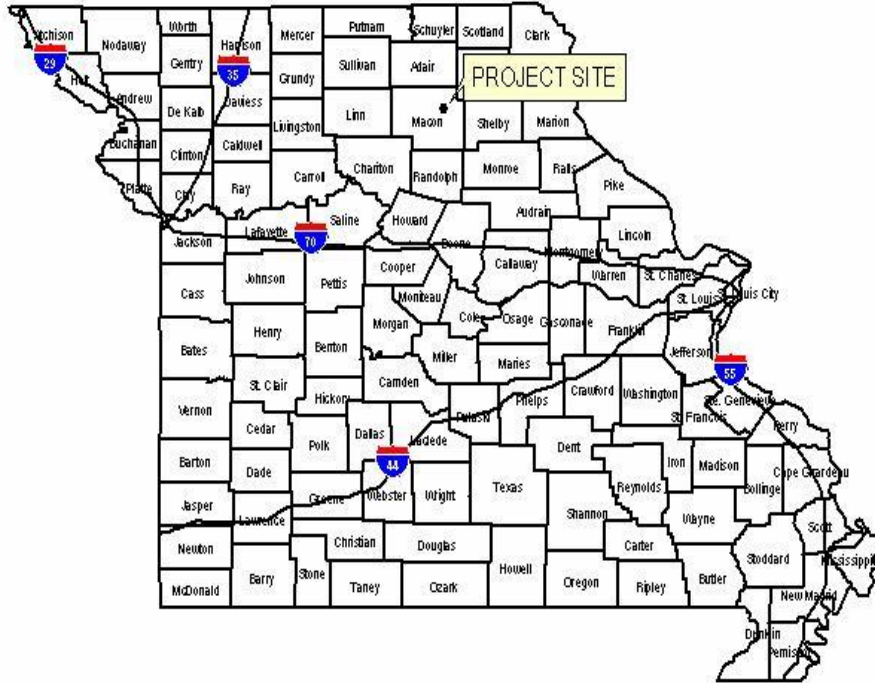 Atchison
Nodaway
Worth
Gentry
Harrison
Mercer
Putnam
Schuyler
Scotland
Clark
Sullivan
Adair
29
Holt
35
Grundy
PROJECT SITE
Andrew
De Kalb
Daviess
Livingston
Linn
Macon
Shelby
Marion
Buchanan
Clinton
Caldwell
Chariton
Randolph
Monroe
Ralls
Platte
Clay
Ray
Carroll
Pike
Lafayette
Saline
Howard
Audrain
Jackson
70
Boone
Montgomery
Lincoln
Johnson
Pettis
Cooper
Callaway
Warren
St. Charles
Cass
Moniteau
Cole
Osage
Gasconade
Franklin
St. Louis
St. Louis City
Henry
Morgan
Bates
Benton
Miller
Maries
Jefferson
St. Clair
Camden
55
Hickory
Pulaski
Phelps
Crawford
Washington
Ste. Genevieve
Vernon
Cedar
Polk
Dallas
Laclede
St. Francois
Perry
Barton
Dade
44
Dent
Iron
Madison
Cape Girardeau
Jasper
Greene
Webster
Wright
Texas
Reynolds
Bollinger
Lawrence
Shannon
Wayne
Scott
Newton
Christian
Douglas
Carter
Stoddard
Mississippi
McDonald
Barry
Stone
Taney
Ozark
Howell
Oregon
Ripley
Butler
New Madrid
Dunklin
Pemiscot